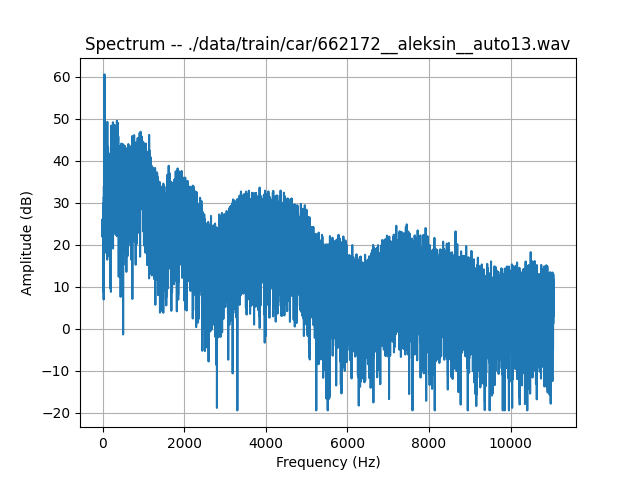 Spectrum -- ./data/train/car/662172__aleksin__auto13.wav
60
50
40
30
20
10
0
−10
−20
Amplitude (dB)
0 2000 4000 6000 8000 10000
Frequency (Hz)